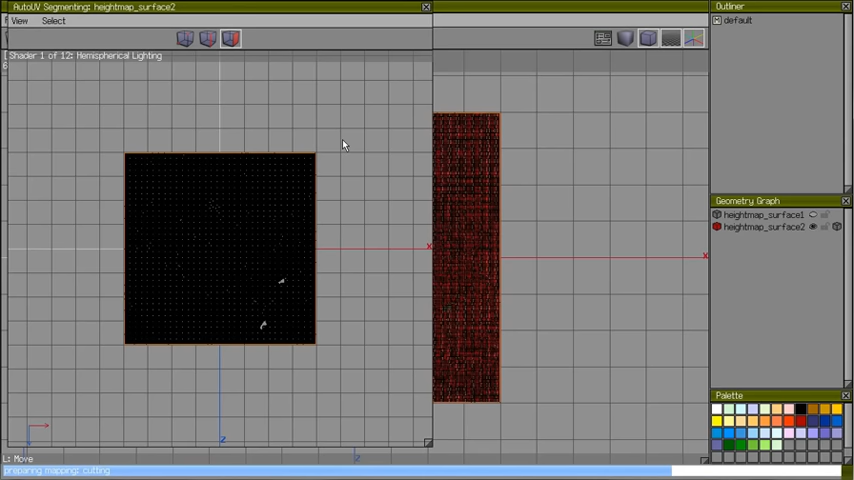 AutoUV Segmenting: heightmap_surface2
View Select
Shader 1 of 12: Hemispherical Lighting
X
Z
X
Z
L: Move
preparing mapping: cutting
Outliner
default
Geometry Graph
heightmap_surface1
heightmap_surface2
Palette